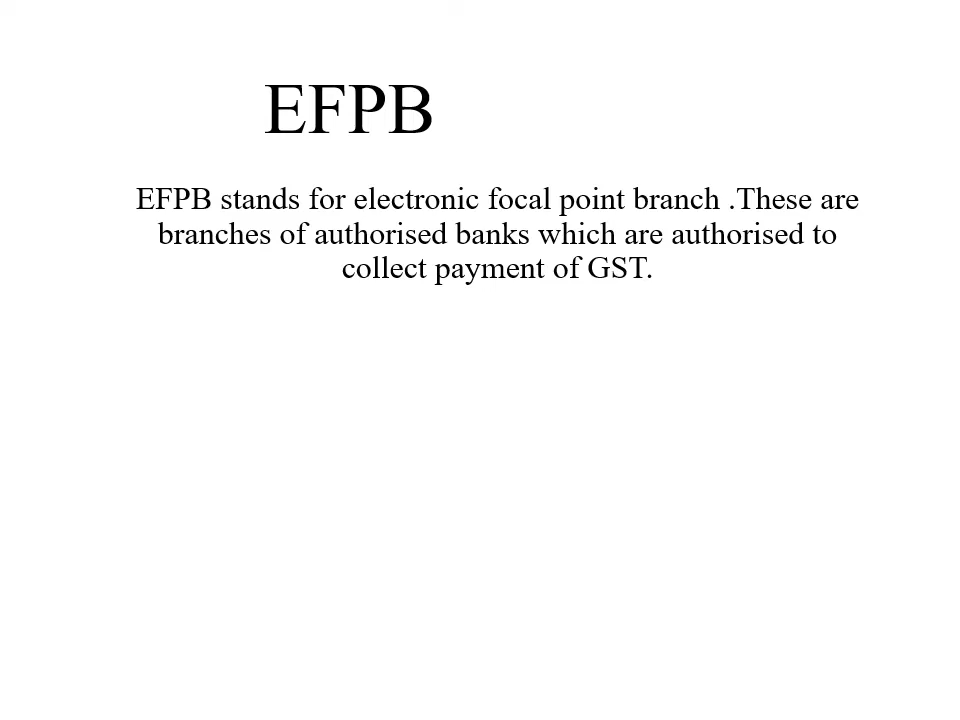 EFPB
EFPB stands for electronic focal point branch .These are
branches of authorised banks which are authorised to
collect payment of GST.